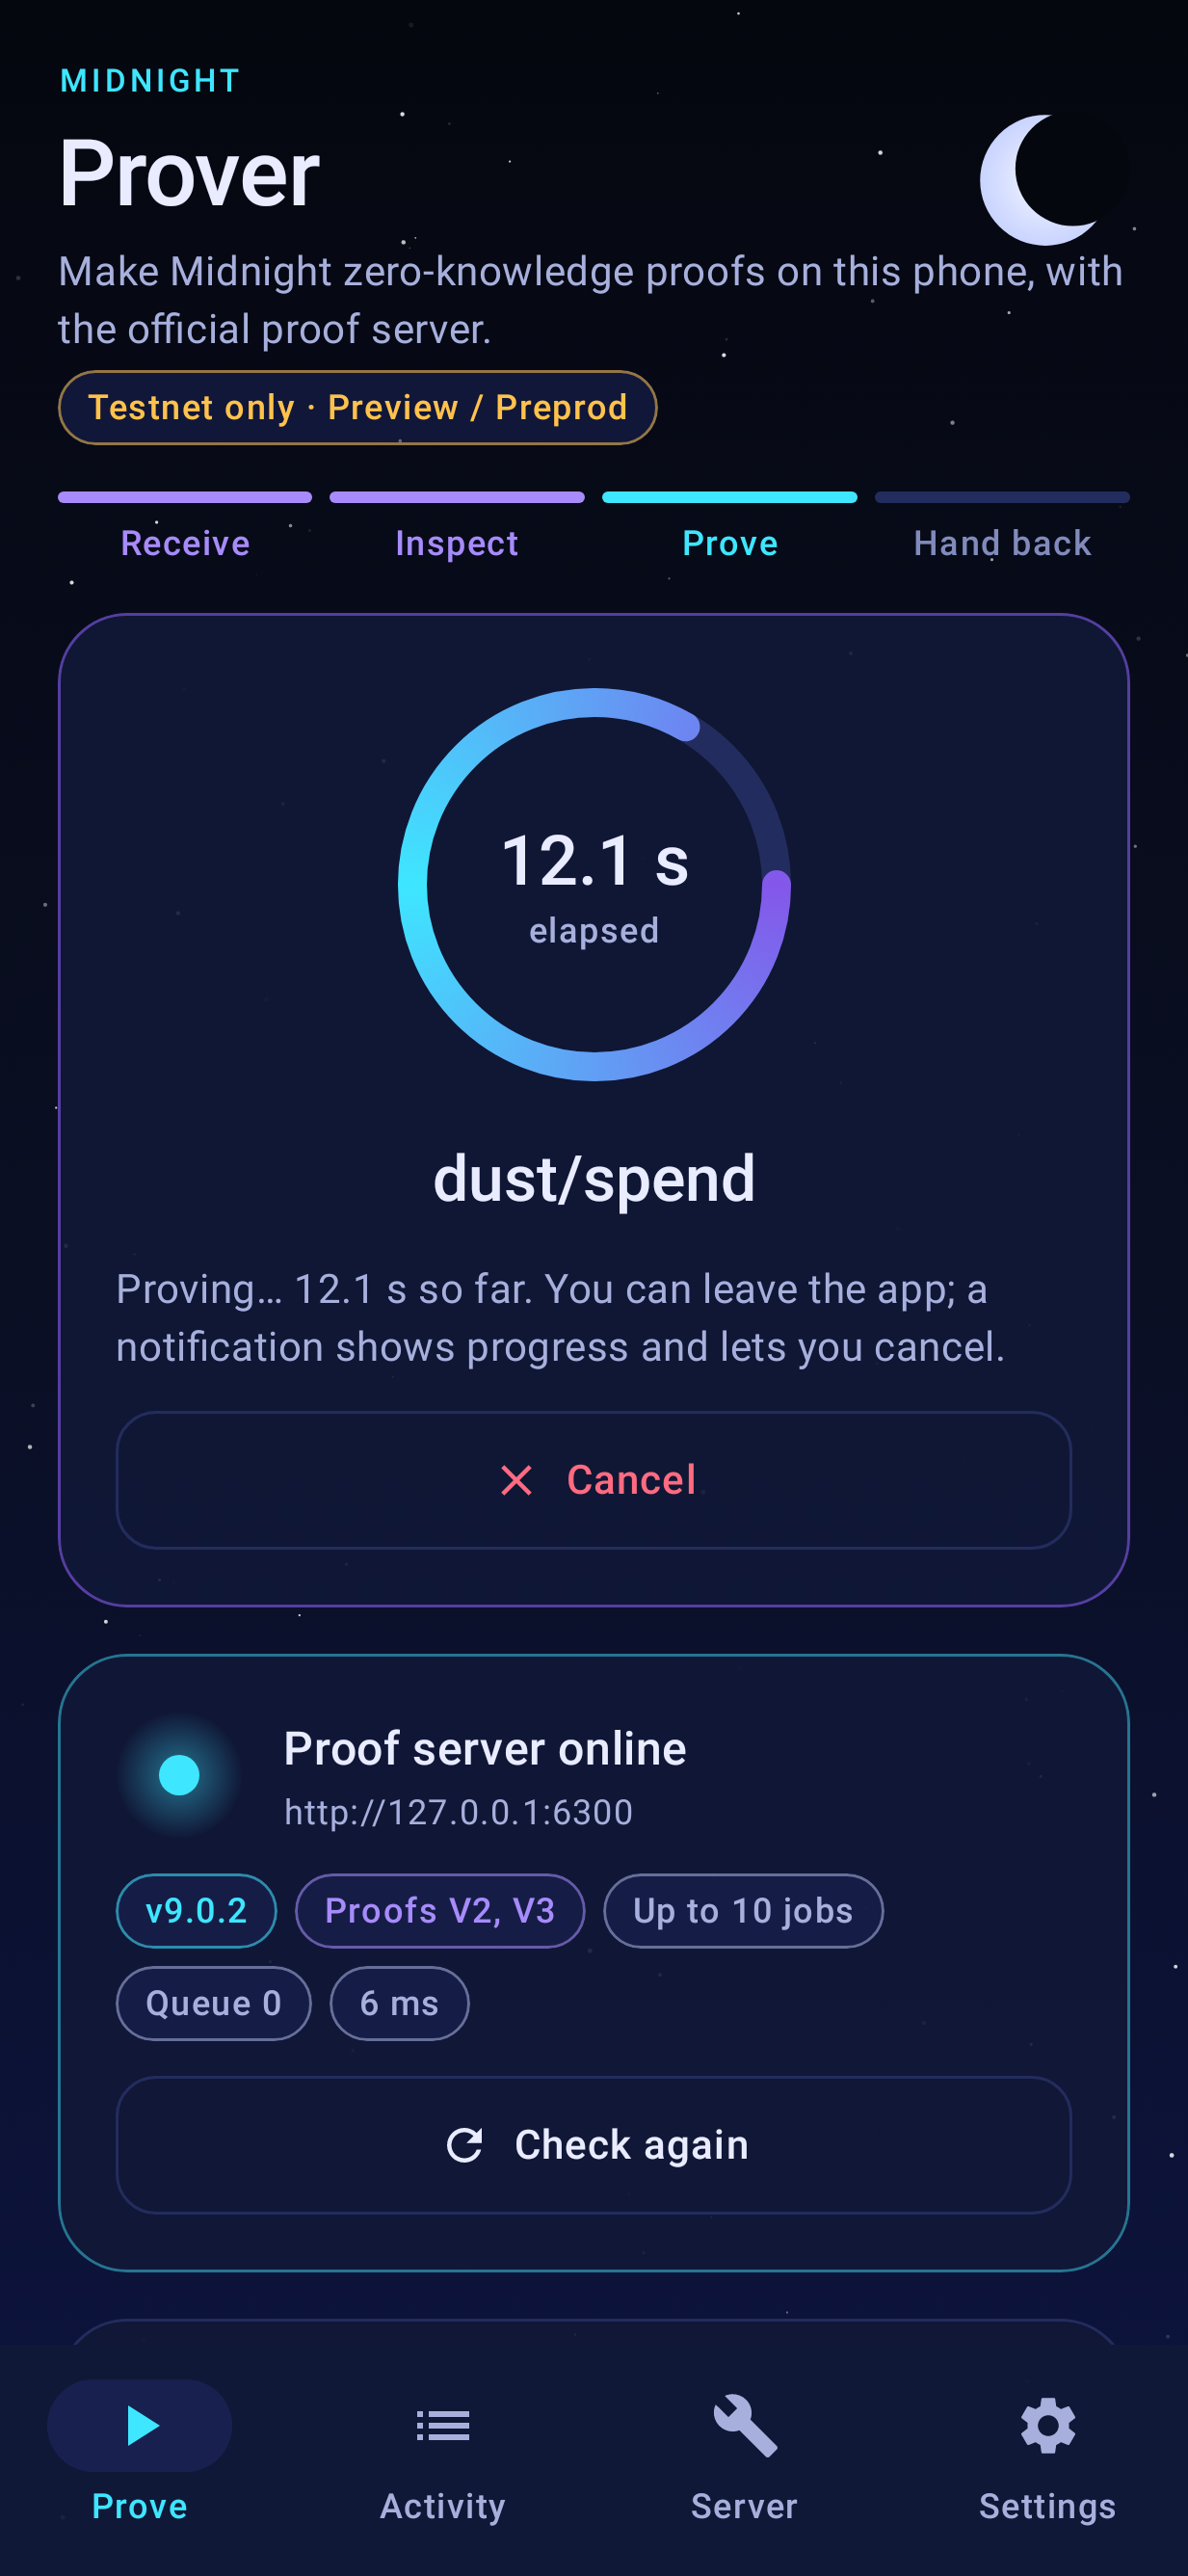 MIDNIGHT
Prover
Make Midnight zero-knowledge proofs on this phone, with
the official proof server.
Testnet only · Preview / Preprod
Receive
Inspect
Prove
Hand back
12.1 s
elapsed
dust/spend
Proving… 12.1 s so far. You can leave the app; a
notification shows progress and lets you cancel.
Cancel
Proof server online
http://127.0.0.1:6300
v9.0.2
Proofs V2, V3
Up to 10 jobs
Queue 0
6 ms
Check again
Prove
Activity
Server
Settings